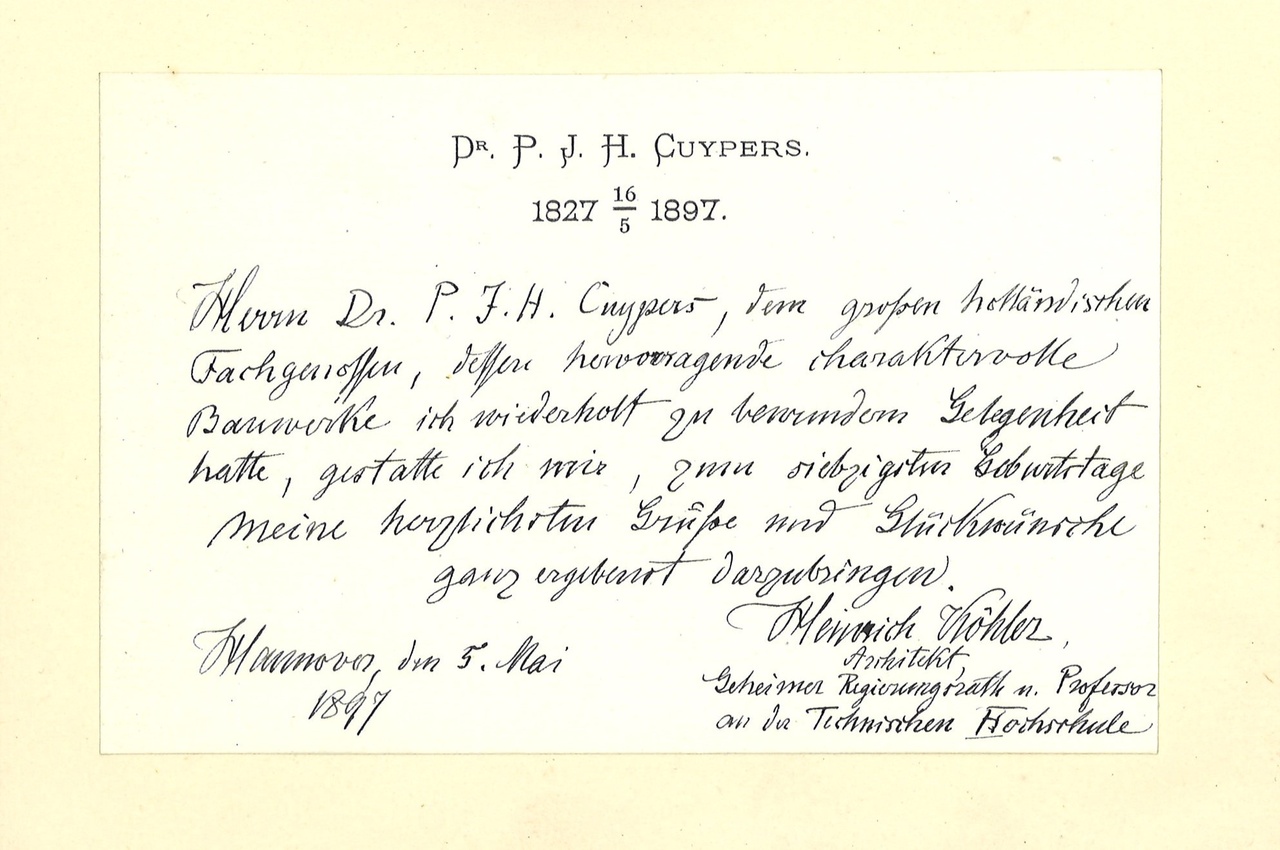 Dr. P. J. H. Cuypers.
1827 16/5 1897.
Herrn Dr. P. J. H. Cuypers, dem großen holländischen
Fachgenossen, dessen hervorragende charaktervolle
Bauwerke ich wiederholt zu bewundern Gelegenheit
hatte, gestatte ich mir, zum siebzigsten Geburtstage
meine herzlichsten Grüße und Glückwünsche
ganz ergebenst darzubringen.
Heinrich Köhler,
Architekt,
Geheimer Regierungsrath u. Professor
an der Technischen Hochschule
Hannover, den 5. Mai
1897